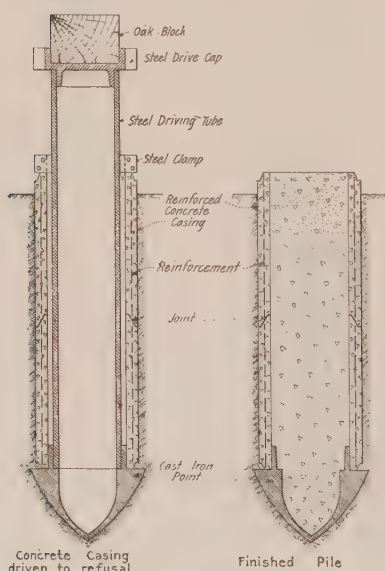 Oak Block
Steel Drive Cap
Steel Driving Tube
Steel Clamp
Reinforced
Concrete
Casing
Reinforcement
Joint
Cast Iron
Point
Concrete Casing
driven to refusal
Finished Pile